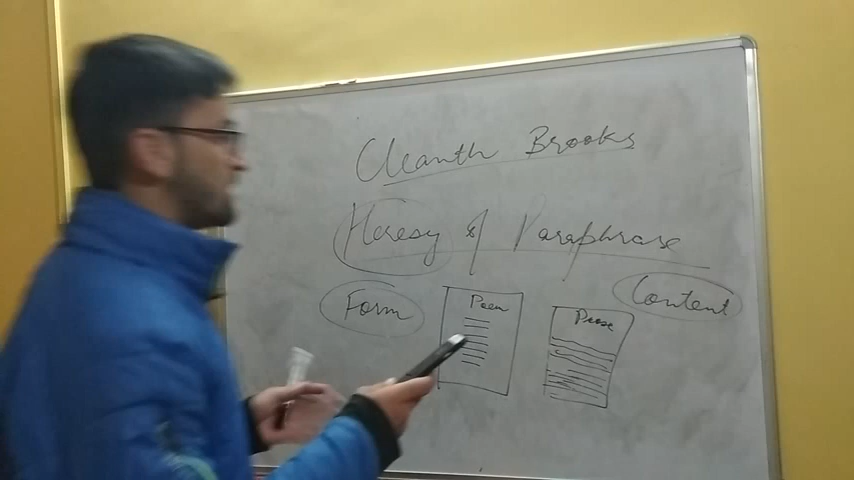 Cleanth Brooks
Heresy of Paraphrase
Form
Poem
Prose
Content